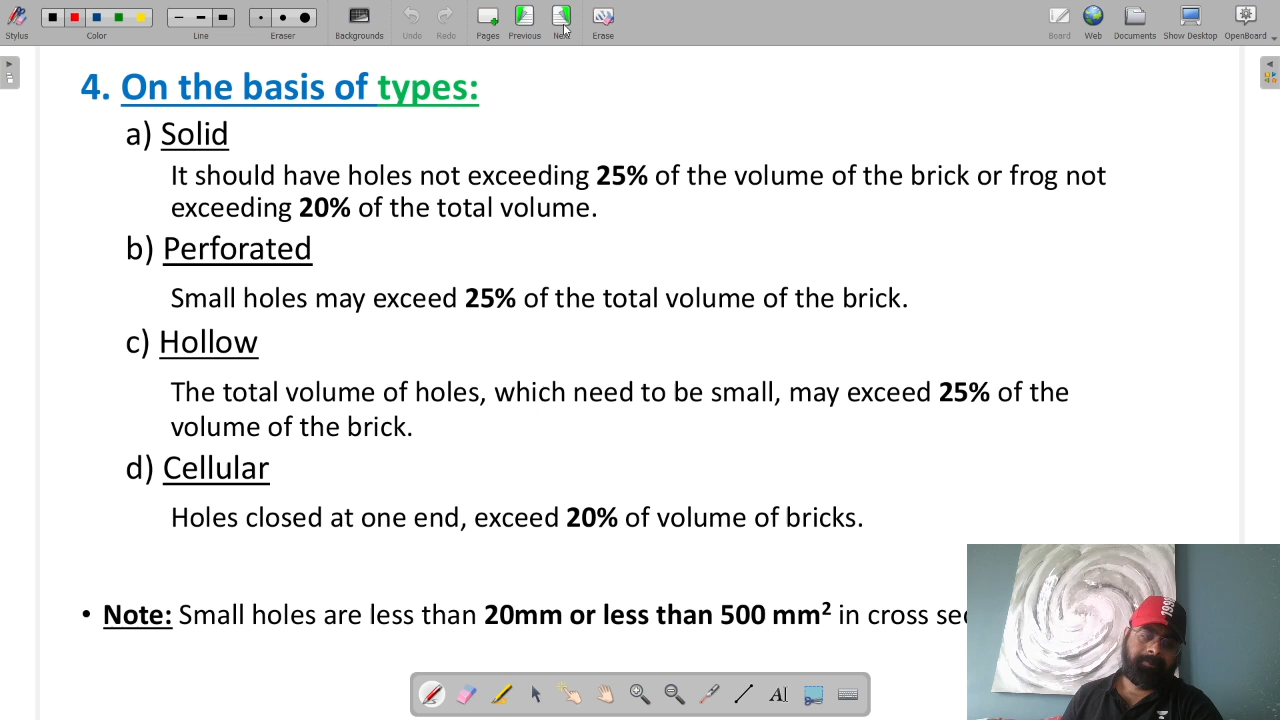 Stylus Color Line Eraser Backgrounds Undo Redo Pages Previous Next Erase Board Web Documents Show Desktop OpenBoard
4. On the basis of types:
a) Solid
It should have holes not exceeding 25% of the volume of the brick or frog not
exceeding 20% of the total volume.
b) Perforated
Small holes may exceed 25% of the total volume of the brick.
c) Hollow
The total volume of holes, which need to be small, may exceed 25% of the
volume of the brick.
d) Cellular
Holes closed at one end, exceed 20% of volume of bricks.
• Note: Small holes are less than 20mm or less than 500 mm² in cross sec
AI